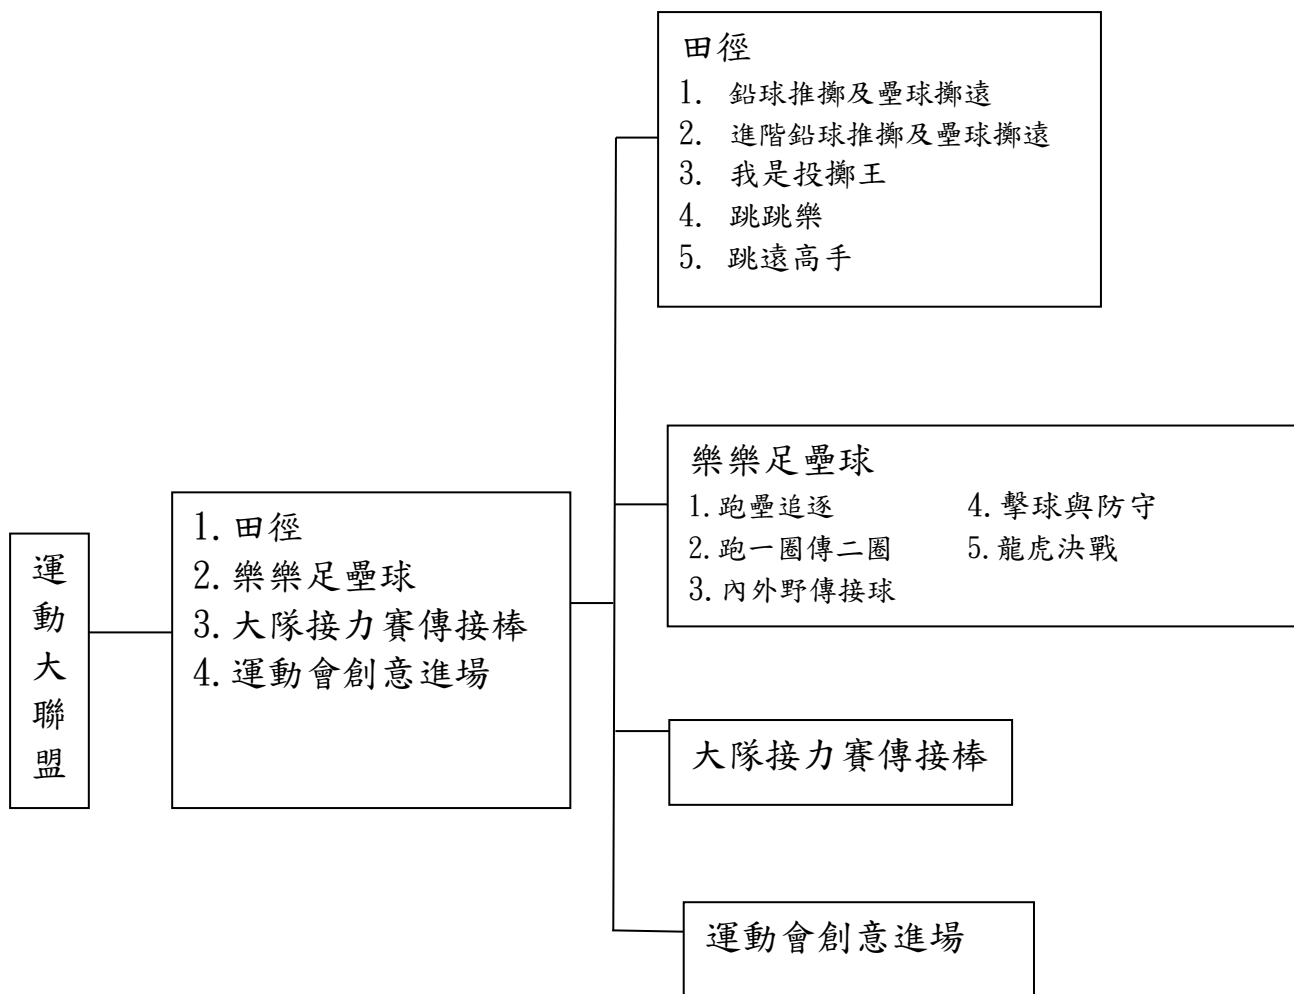 運動大聯盟
1.田徑
2.樂樂足壘球
3.大隊接力賽傳接棒
4.運動會創意進場
田徑
1. 鉛球推擲及壘球擲遠
2. 進階鉛球推擲及壘球擲遠
3. 我是投擲王
4. 跳跳樂
5. 跳遠高手
樂樂足壘球
1.跑壘追逐 4.擊球與防守
2.跑一圈傳二圈 5.龍虎決戰
3.內外野傳接球
大隊接力賽傳接棒
運動會創意進場